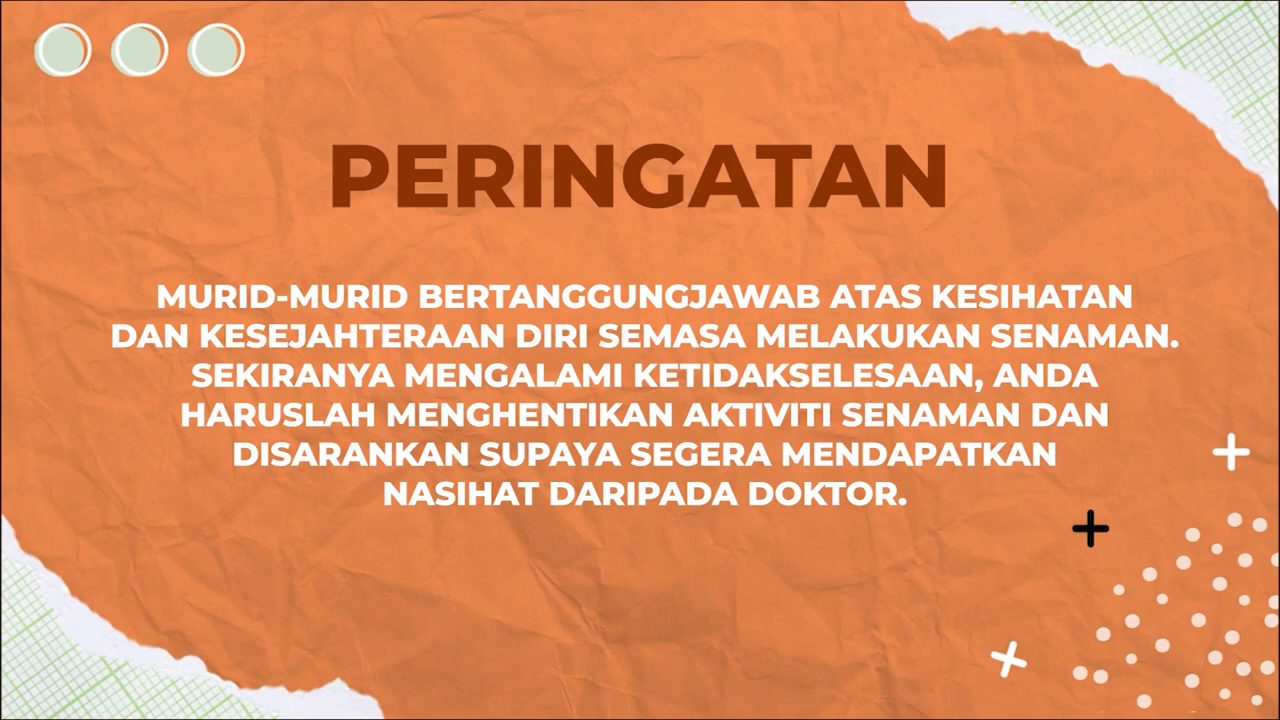 PERINGATAN
MURID-MURID BERTANGGUNGJAWAB ATAS KESIHATAN
DAN KESEJAHTERAAN DIRI SEMASA MELAKUKAN SENAMAN.
SEKIRANYA MENGALAMI KETIDAKSELESAAN, ANDA
HARUSLAH MENGHENTIKAN AKTIVITI SENAMAN DAN
DISARANKAN SUPAYA SEGERA MENDAPATKAN
NASIHAT DARIPADA DOKTOR.